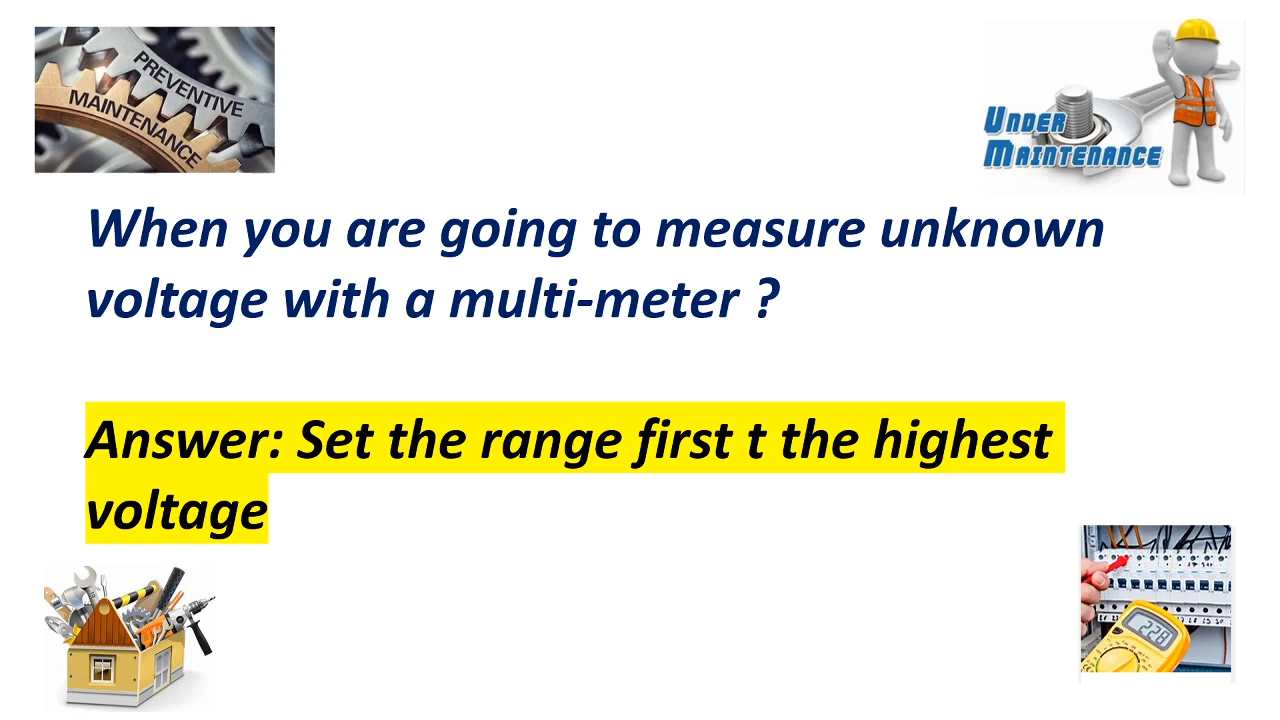 PREVENTIVE
MAINTENANCE
UNDER
MAINTENANCE
When you are going to measure unknown
voltage with a multi-meter ?
Answer: Set the range first t the highest
voltage
228